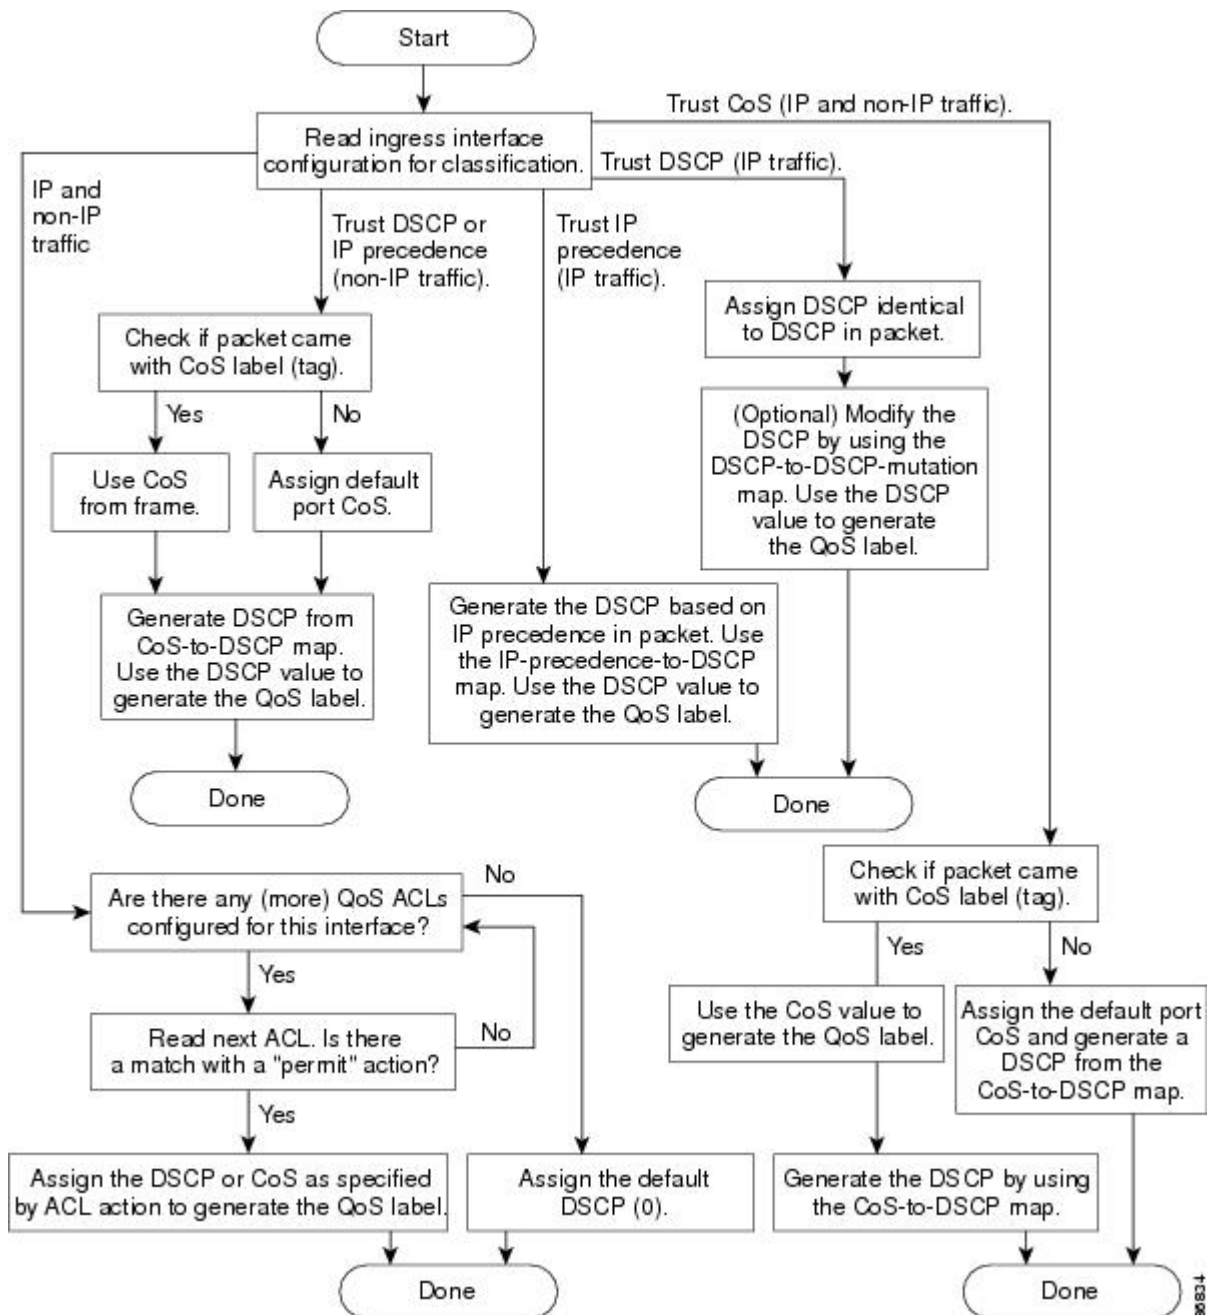 Start
Trust CoS (IP and non-IP traffic).
Read ingress interface
configuration for classification.
Trust DSCP (IP traffic).
IP and
non-IP
traffic
Trust DSCP or
IP precedence
(non-IP traffic).
Trust IP
precedence
(IP traffic).
Assign DSCP identical
to DSCP in packet.
Check if packet came
with CoS label (tag).
Yes
No
(Optional) Modify the
DSCP by using the
DSCP-to-DSCP-mutation
map. Use the DSCP
value to generate
the QoS label.
Use CoS
from frame.
Assign default
port CoS.
Generate DSCP from
CoS-to-DSCP map.
Use the DSCP value to
generate the QoS label.
Generate the DSCP based on
IP precedence in packet. Use
the IP-precedence-to-DSCP
map. Use the DSCP value to
generate the QoS label.
Done
Done
Check if packet came
with CoS label (tag).
Are there any (more) QoS ACLs
configured for this interface?
No
Yes
Yes
No
Read next ACL. Is there
a match with a "permit" action?
No
Use the CoS value to
generate the QoS label.
Assign the default port
CoS and generate a
DSCP from the
CoS-to-DSCP map.
Yes
Assign the DSCP or CoS as specified
by ACL action to generate the QoS label.
Assign the default
DSCP (0).
Generate the DSCP by using
the CoS-to-DSCP map.
Done
Done
86834